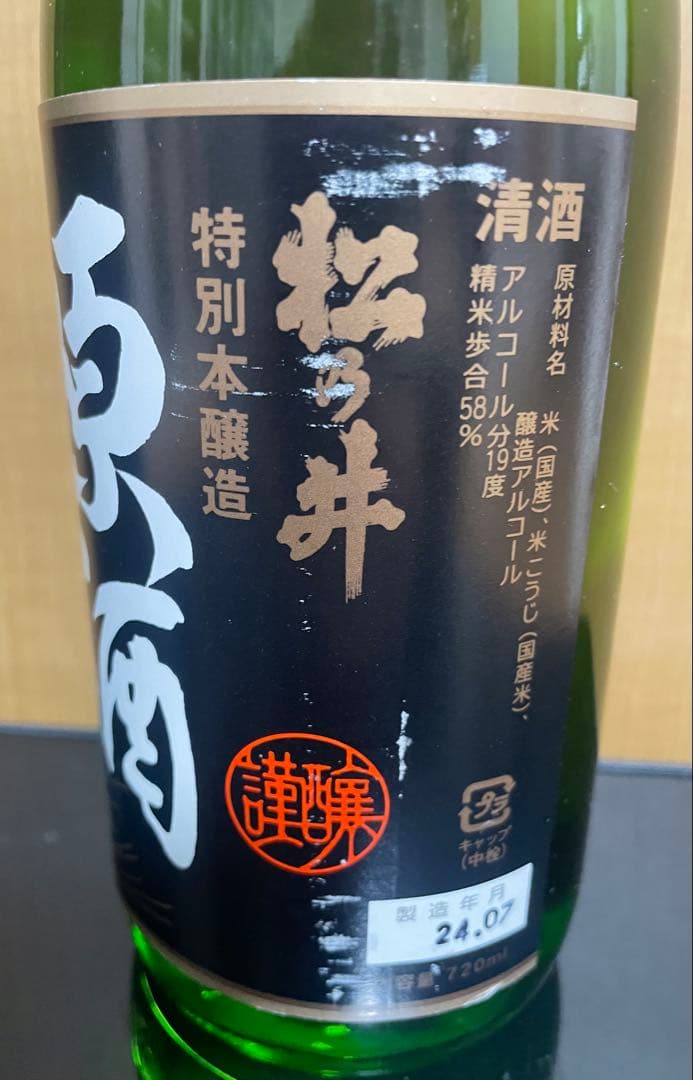 清酒
原材料名 米(国産)、米こうじ(国産米)、
醸造アルコール
アルコール分19度
精米歩合58%
松乃井
特別本醸造
原酒
謹醸
プラ
キャップ
(中栓)
製造年月
24.07
容量 720ml